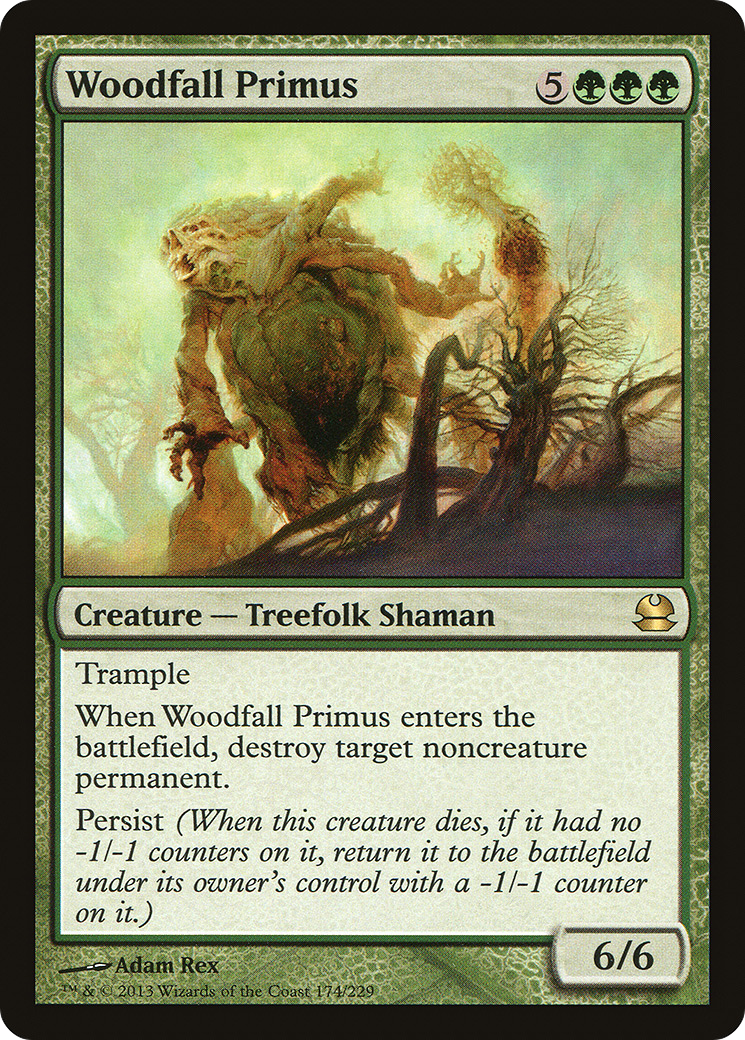 Woodfall Primus 5
Creature — Treefolk Shaman
Trample
When Woodfall Primus enters the
battlefield, destroy target noncreature
permanent.
Persist (When this creature dies, if it had no
-1/-1 counters on it, return it to the battlefield
under its owner's control with a -1/-1 counter
on it.)
6/6
Adam Rex
™ & © 2013 Wizards of the Coast 174/229